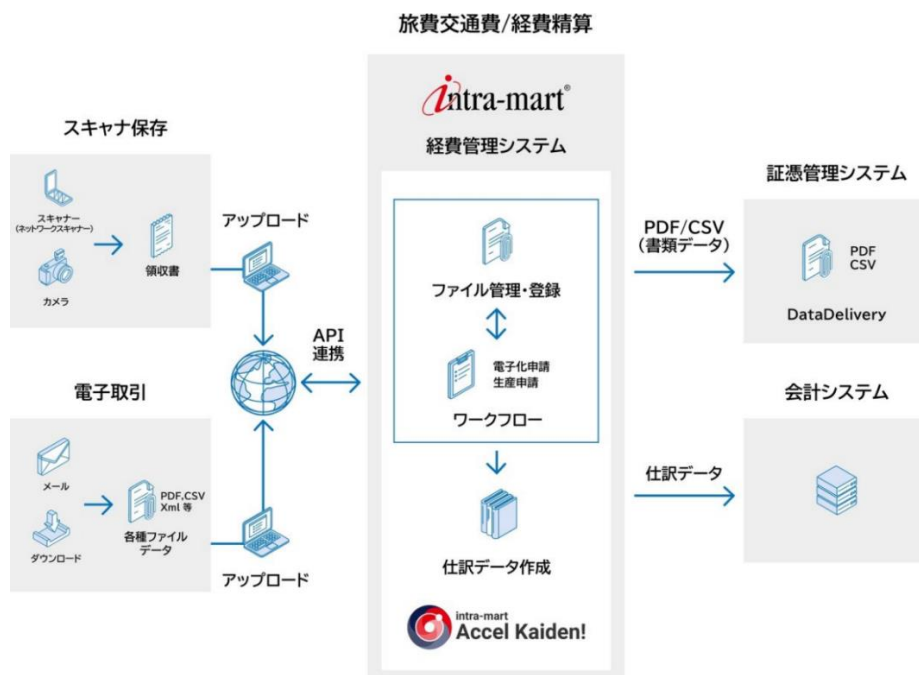 旅費交通費/経費精算
スキャナ保存
スキャナー
(ネットワークスキャナー)
カメラ
領収書
アップロード
電子取引
メール
ダウンロード
PDF,CSV
Xml 等
各種ファイル
データ
アップロード
API
連携
intra-mart®
経費管理システム
ファイル管理・登録
電子化申請
生産申請
ワークフロー
仕訳データ作成
intra-mart
Accel Kaiden!
PDF/CSV
(書類データ)
仕訳データ
証憑管理システム
PDF
CSV
DataDelivery
会計システム